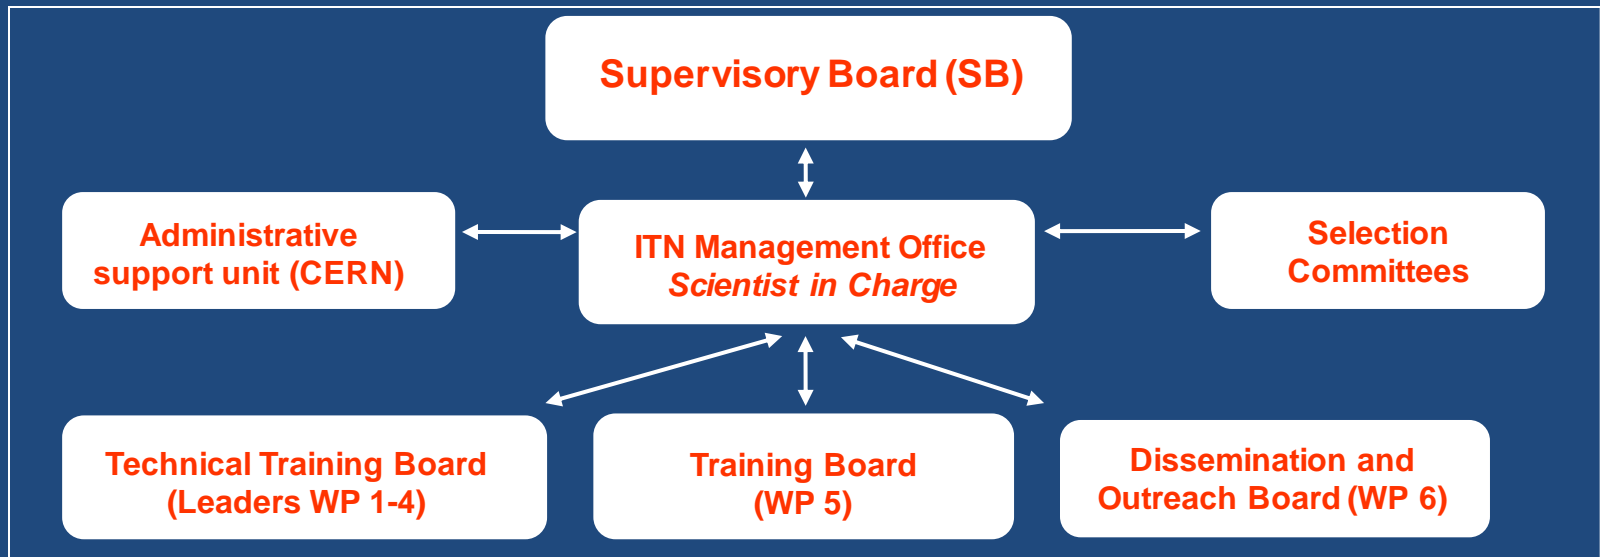 Supervisory Board (SB)
Administrative
support unit (CERN)
ITN Management Office
Scientist in Charge
Selection
Committees
Technical Training Board
(Leaders WP 1-4)
Training Board
(WP 5)
Dissemination and
Outreach Board (WP 6)